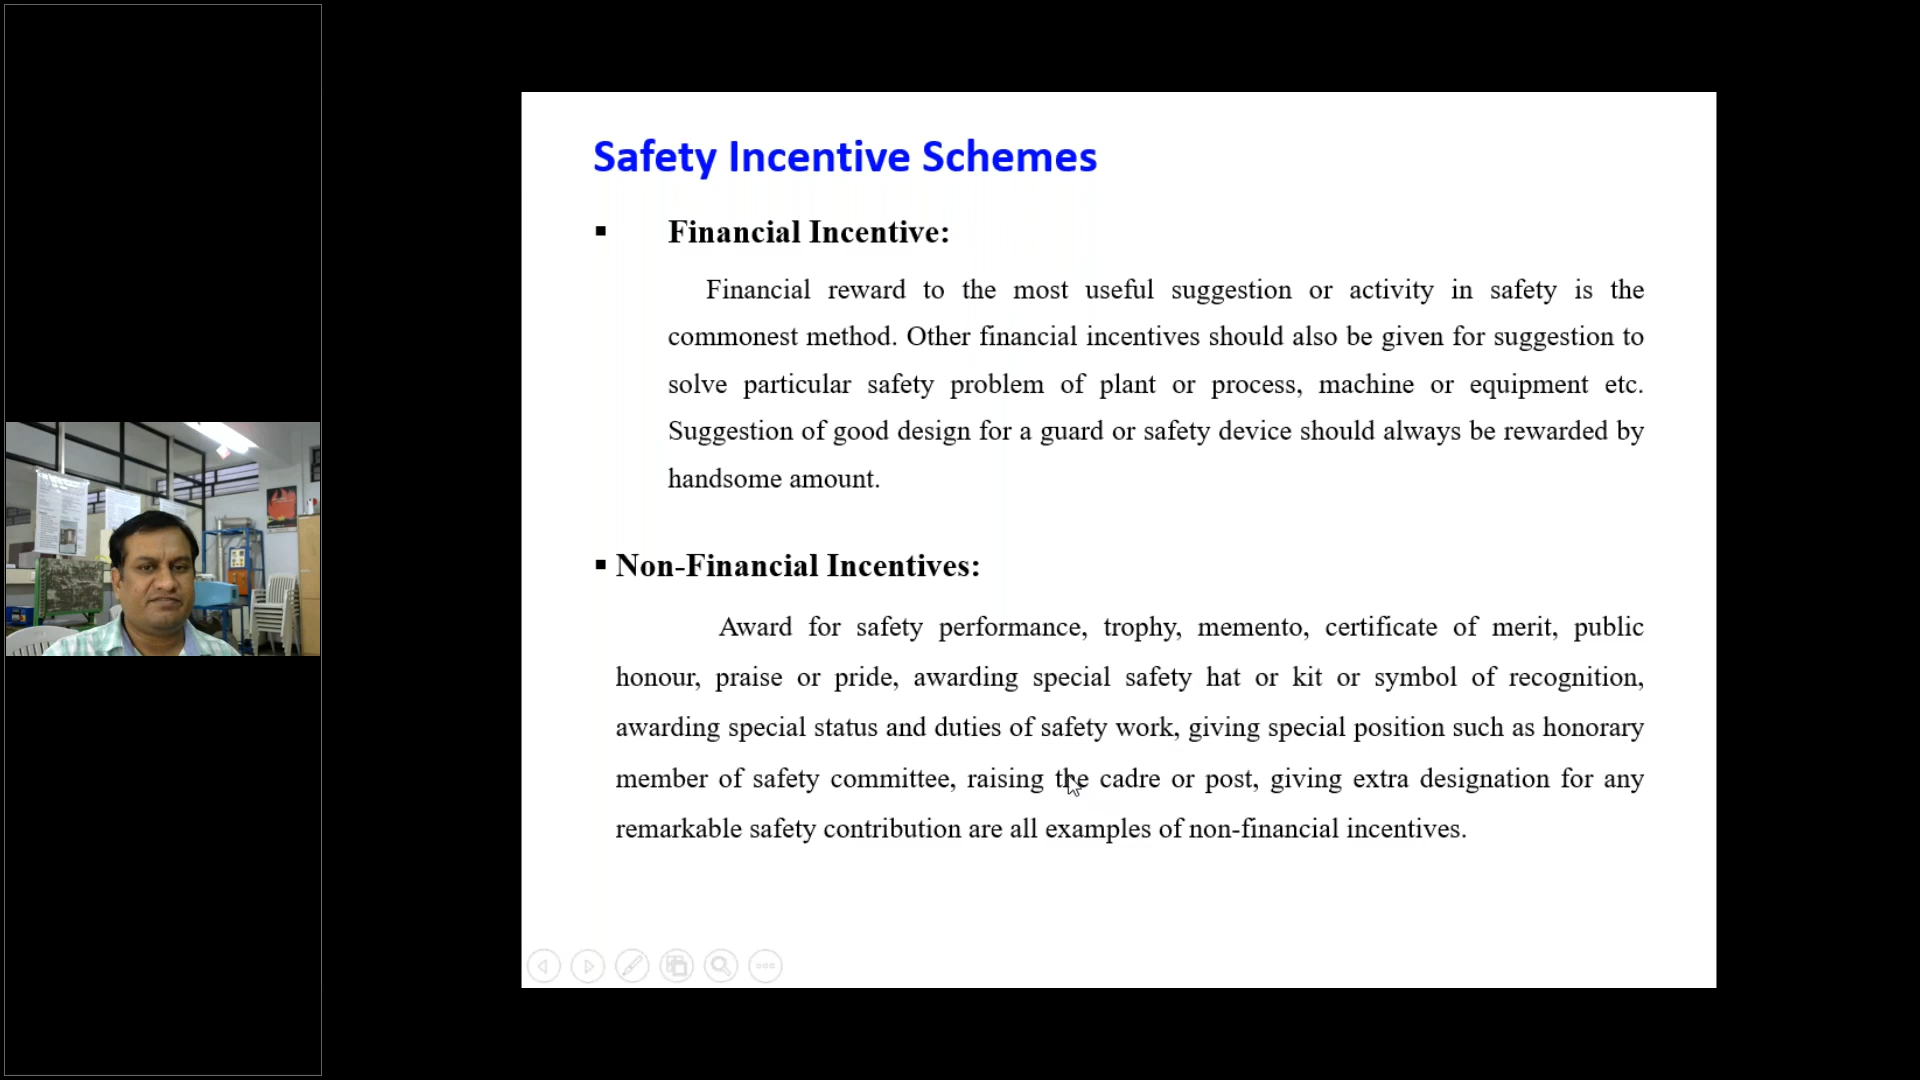 Safety Incentive Schemes
▪ Financial Incentive:
Financial reward to the most useful suggestion or activity in safety is the
commonest method. Other financial incentives should also be given for suggestion to
solve particular safety problem of plant or process, machine or equipment etc.
Suggestion of good design for a guard or safety device should always be rewarded by
handsome amount.
▪ Non-Financial Incentives:
Award for safety performance, trophy, memento, certificate of merit, public
honour, praise or pride, awarding special safety hat or kit or symbol of recognition,
awarding special status and duties of safety work, giving special position such as honorary
member of safety committee, raising the cadre or post, giving extra designation for any
remarkable safety contribution are all examples of non-financial incentives.